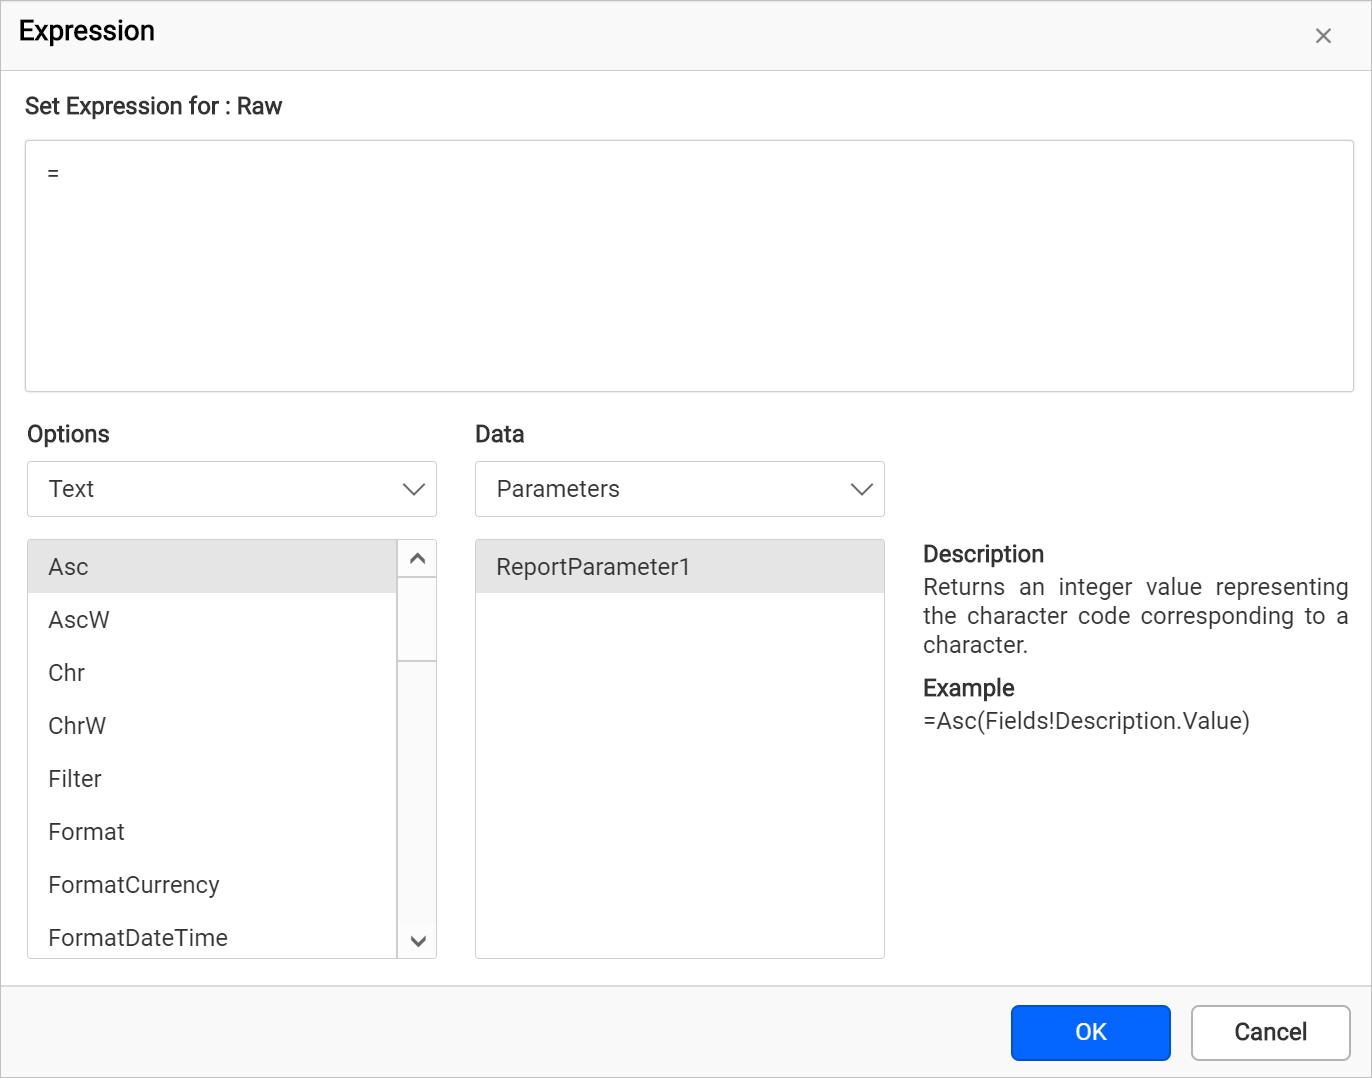 Expression
Set Expression for : Raw
=
Options
Data
Text
Parameters
Asc
AscW
Chr
ChrW
Filter
Format
FormatCurrency
FormatDateTime
ReportParameter1
Description
Returns an integer value representing
the character code corresponding to a
character.
Example
=Asc(Fields!Description.Value)
OK
Cancel